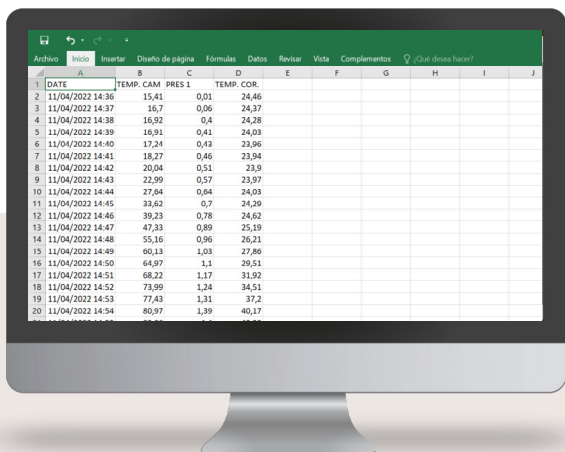 Archivo Inicio Insertar Diseño de página Fórmulas Datos Revisar Vista Complementos ¿Qué desea hacer?
A B C D E F G H I J
1 DATE TEMP. CAM PRES 1 TEMP. COR.
2 11/04/2022 14:36 15,41 0,01 24,46
3 11/04/2022 14:37 16,7 0,06 24,37
4 11/04/2022 14:38 16,92 0,4 24,28
5 11/04/2022 14:39 16,91 0,41 24,03
6 11/04/2022 14:40 17,24 0,43 23,96
7 11/04/2022 14:41 18,27 0,46 23,94
8 11/04/2022 14:42 20,04 0,51 23,9
9 11/04/2022 14:43 22,99 0,57 23,97
10 11/04/2022 14:44 27,64 0,64 24,03
11 11/04/2022 14:45 33,62 0,7 24,29
12 11/04/2022 14:46 39,23 0,78 24,62
13 11/04/2022 14:47 47,33 0,89 25,19
14 11/04/2022 14:48 55,16 0,96 26,21
15 11/04/2022 14:49 60,13 1,03 27,86
16 11/04/2022 14:50 64,97 1,1 29,51
17 11/04/2022 14:51 68,22 1,17 31,92
18 11/04/2022 14:52 73,99 1,24 34,51
19 11/04/2022 14:53 77,43 1,31 37,2
20 11/04/2022 14:54 80,97 1,39 40,17